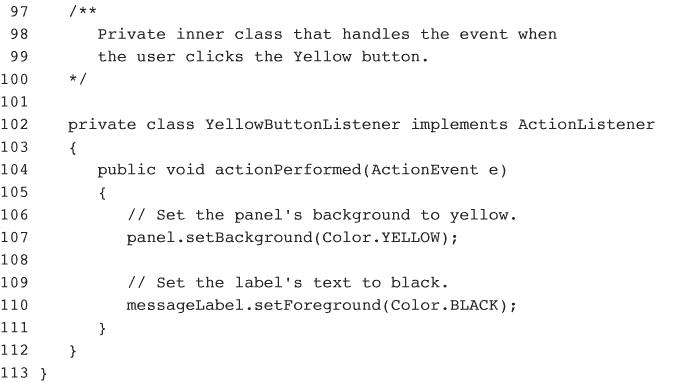 97    /**
98       Private inner class that handles the event when
99       the user clicks the Yellow button.
100   */
101
102   private class YellowButtonListener implements ActionListener
103   {
104      public void actionPerformed(ActionEvent e)
105      {
106         // Set the panel's background to yellow.
107         panel.setBackground(Color.YELLOW);
108
109         // Set the label's text to black.
110         messageLabel.setForeground(Color.BLACK);
111      }
112   }
113 }